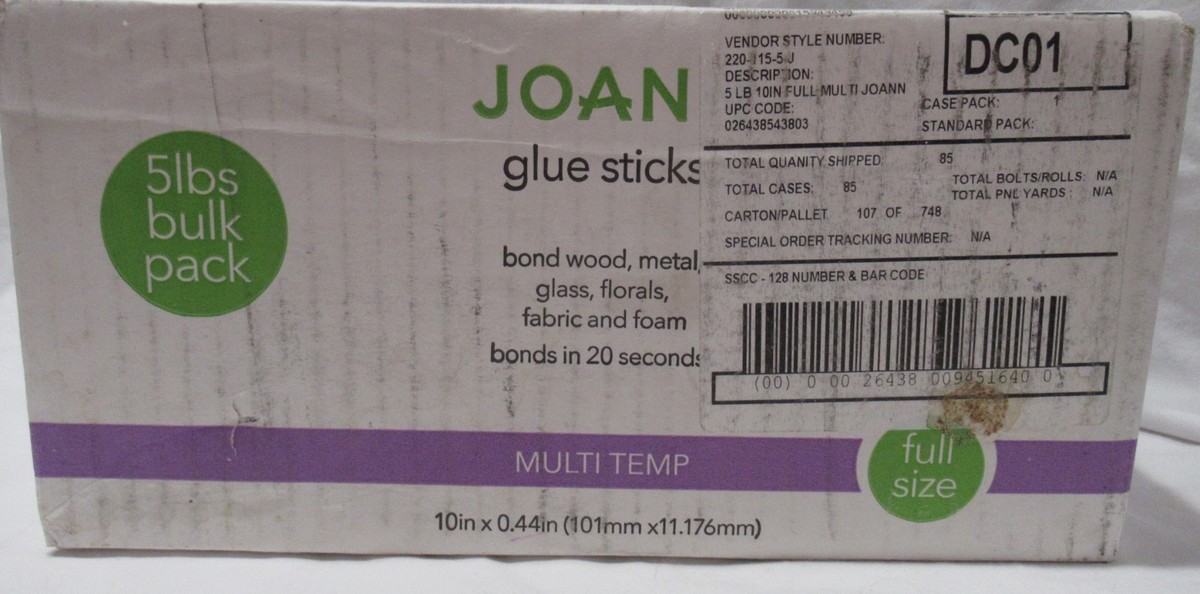 5lbs
bulk
pack
JOAN
glue sticks
bond wood, metal,
glass, florals,
fabric and foam
bonds in 20 seconds
MULTI TEMP
full
size
10in x 0.44in (101mm x11.176mm)
DC01
VENDOR STYLE NUMBER:
220-115-5 J
DESCRIPTION:
5 LB 10IN FULL MULTI JOANN
UPC CODE:
026438543803
CASE PACK: 1
STANDARD PACK:
TOTAL QUANITY SHIPPED 85
TOTAL CASES: 85
TOTAL BOLTS/ROLLS: N/A
TOTAL PNL YARDS : N/A
CARTON/PALLET 107 OF 748
SPECIAL ORDER TRACKING NUMBER: N/A
SSCC - 128 NUMBER & BAR CODE
(00) 0 00 26438 009451640 0